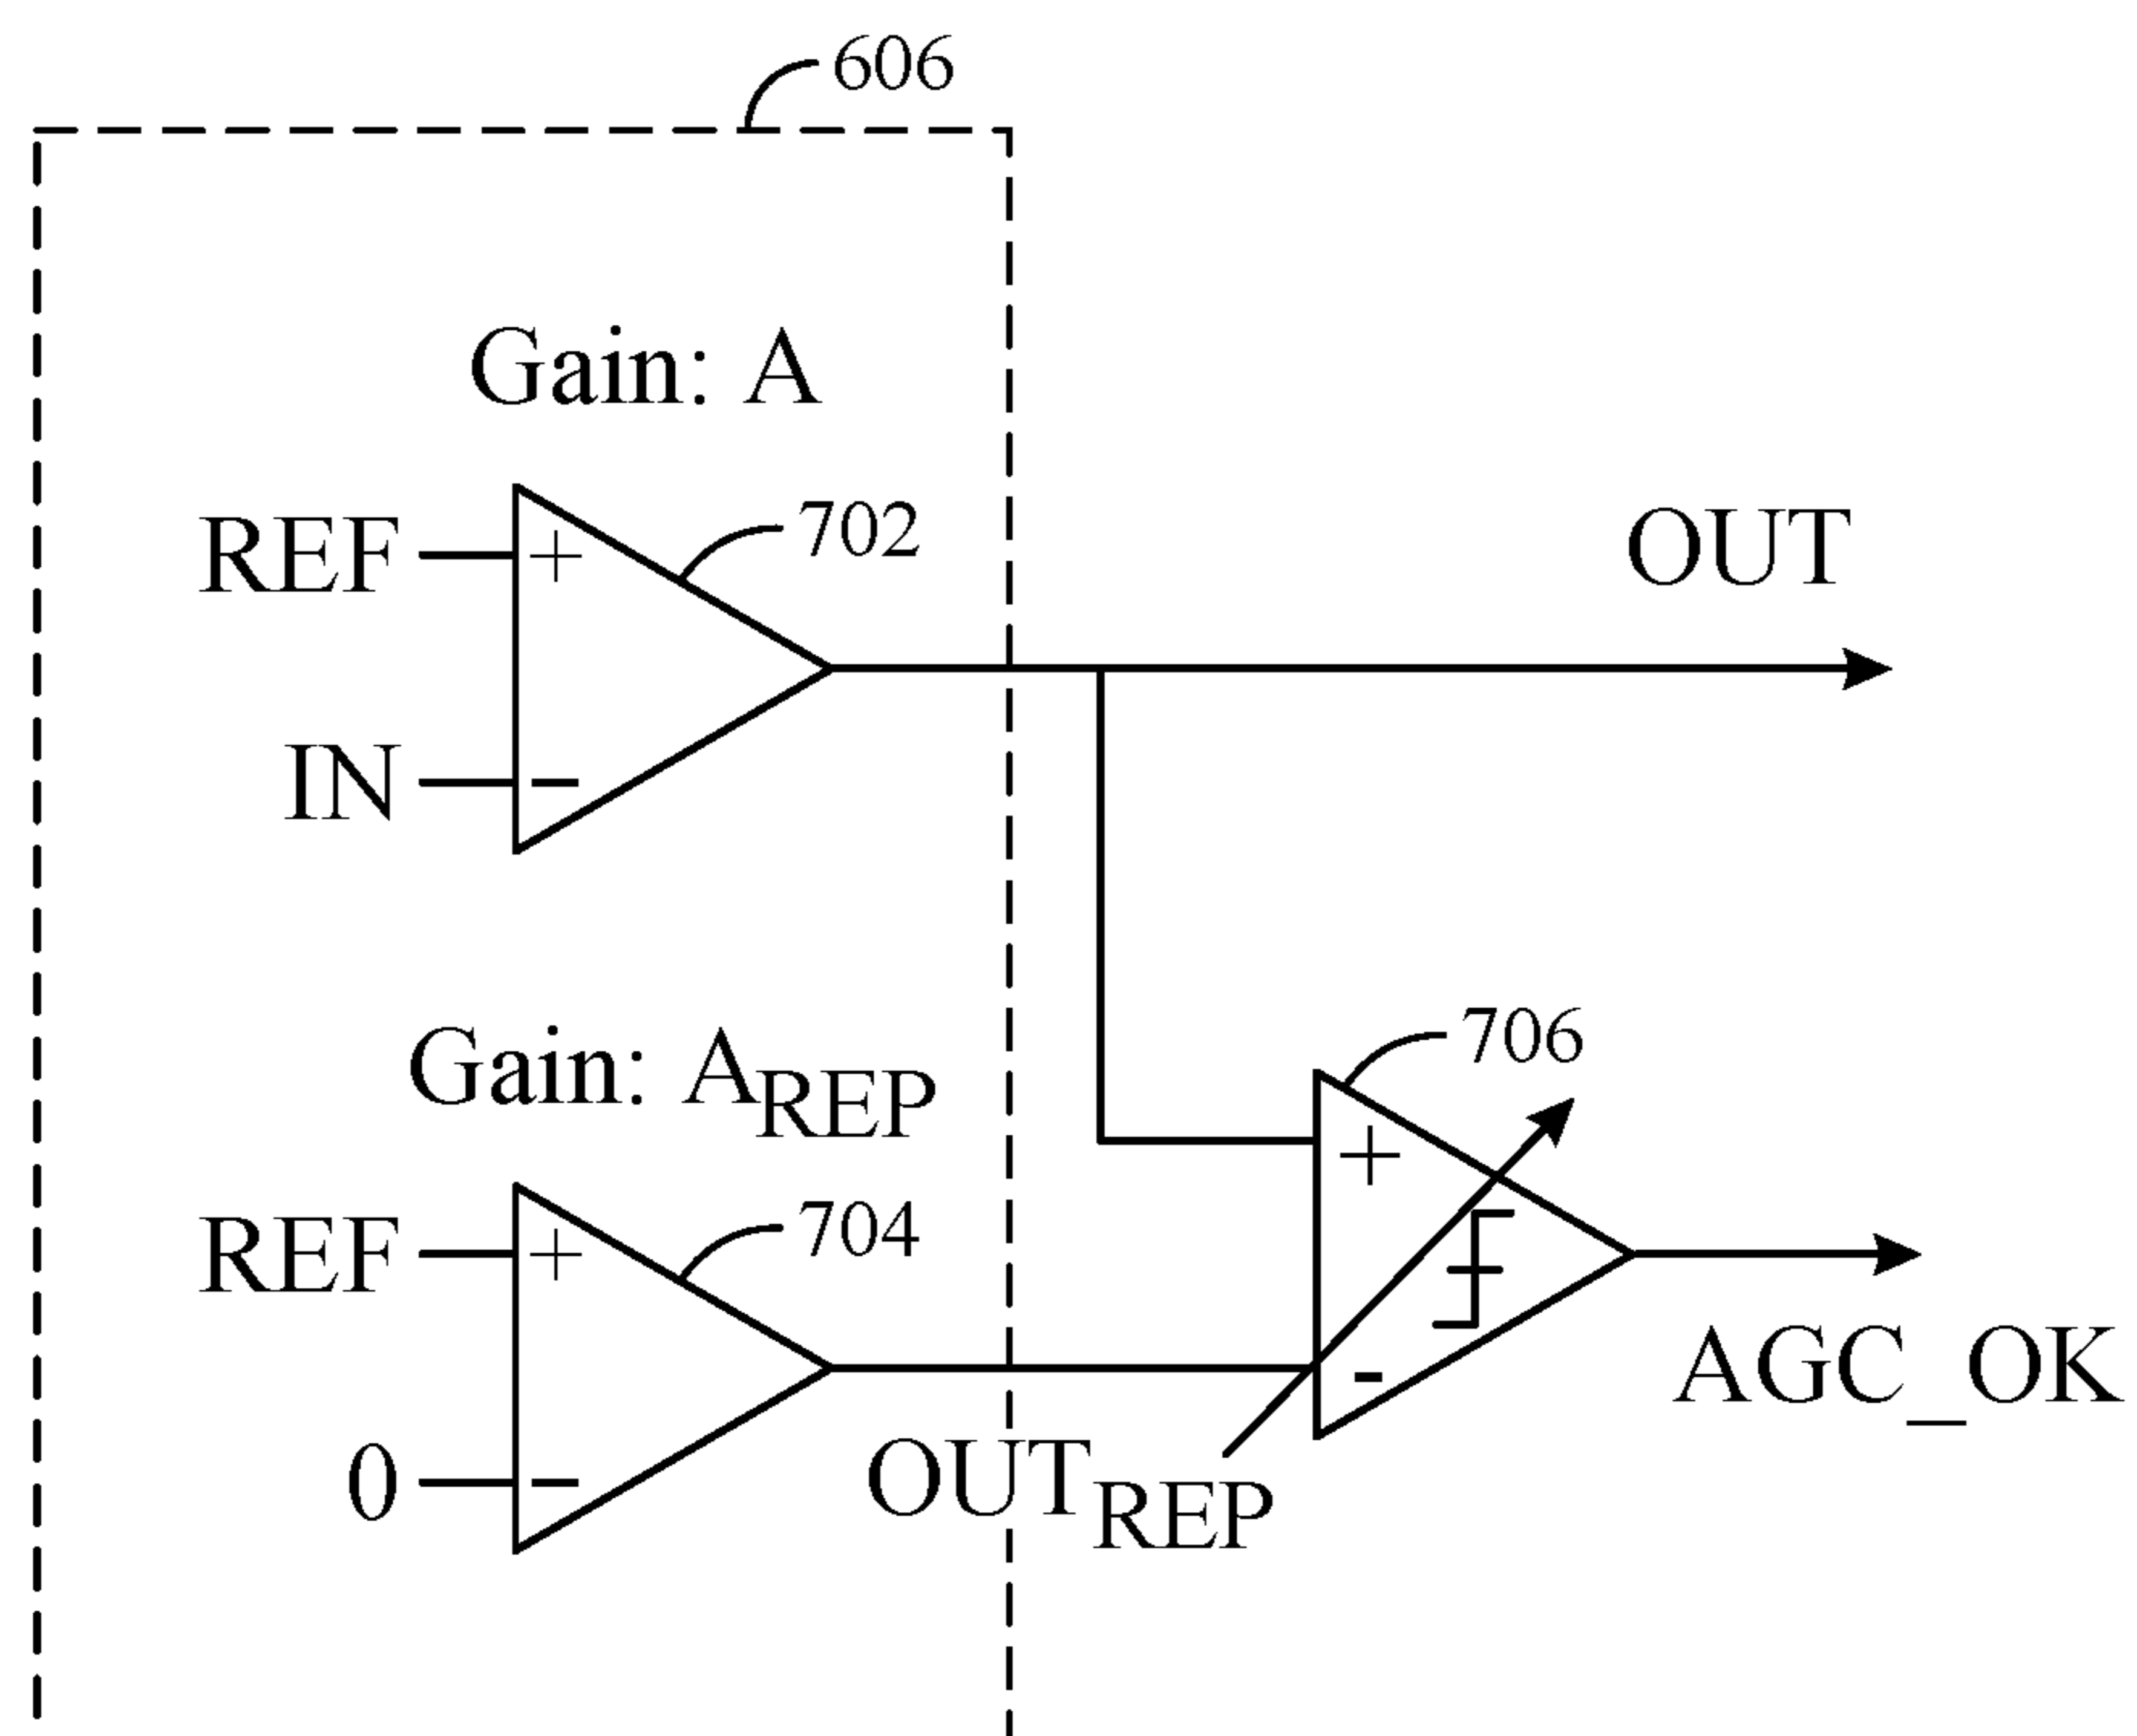 606
Gain: A
REF
+
702
OUT
IN
−
Gain: AREP
706
REF
+
704
+
AGC_OK
0
−
OUTREP
-